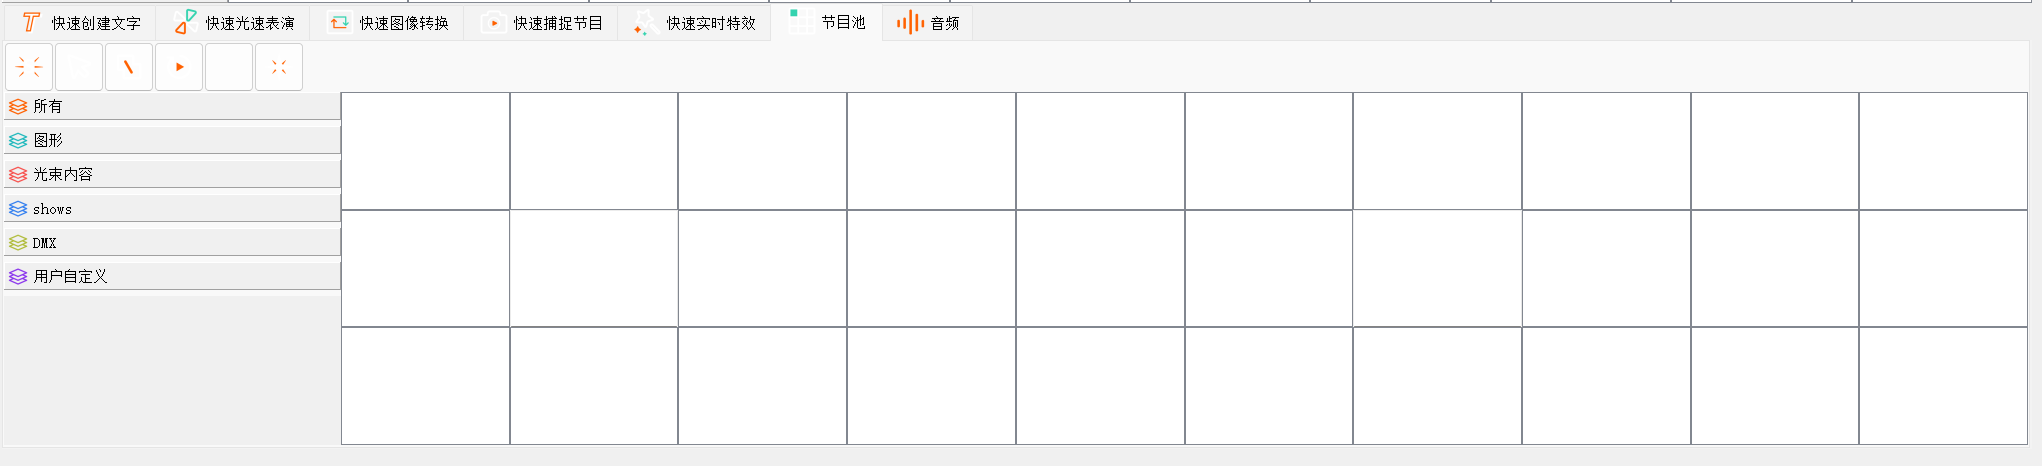 快速创建文字 快速光速表演 快速图像转换 快速捕捉节目 快速实时特效 节目池 音频
所有
图形
光束内容
shows
DMX
用户自定义